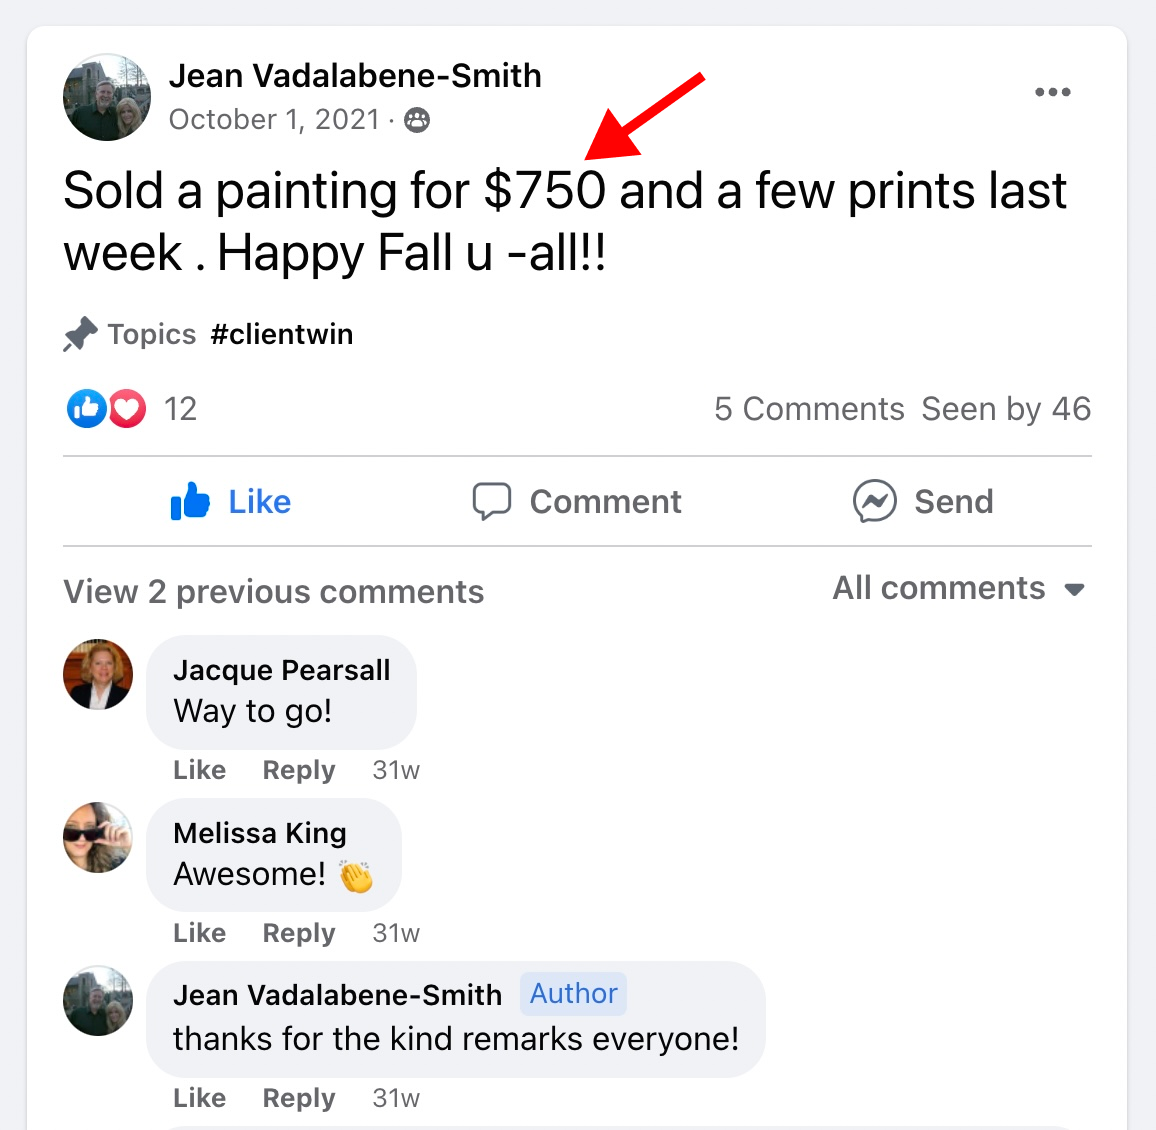 Jean Vadalabene-Smith
October 1, 2021 ·
Sold a painting for $750 and a few prints last
week . Happy Fall u -all!!
Topics #clientwin
12
5 Comments Seen by 46
Like Comment Send
View 2 previous comments
All comments
Jacque Pearsall
Way to go!
Like Reply 31w
Melissa King
Awesome! 👏
Like Reply 31w
Jean Vadalabene-Smith Author
thanks for the kind remarks everyone!
Like Reply 31w